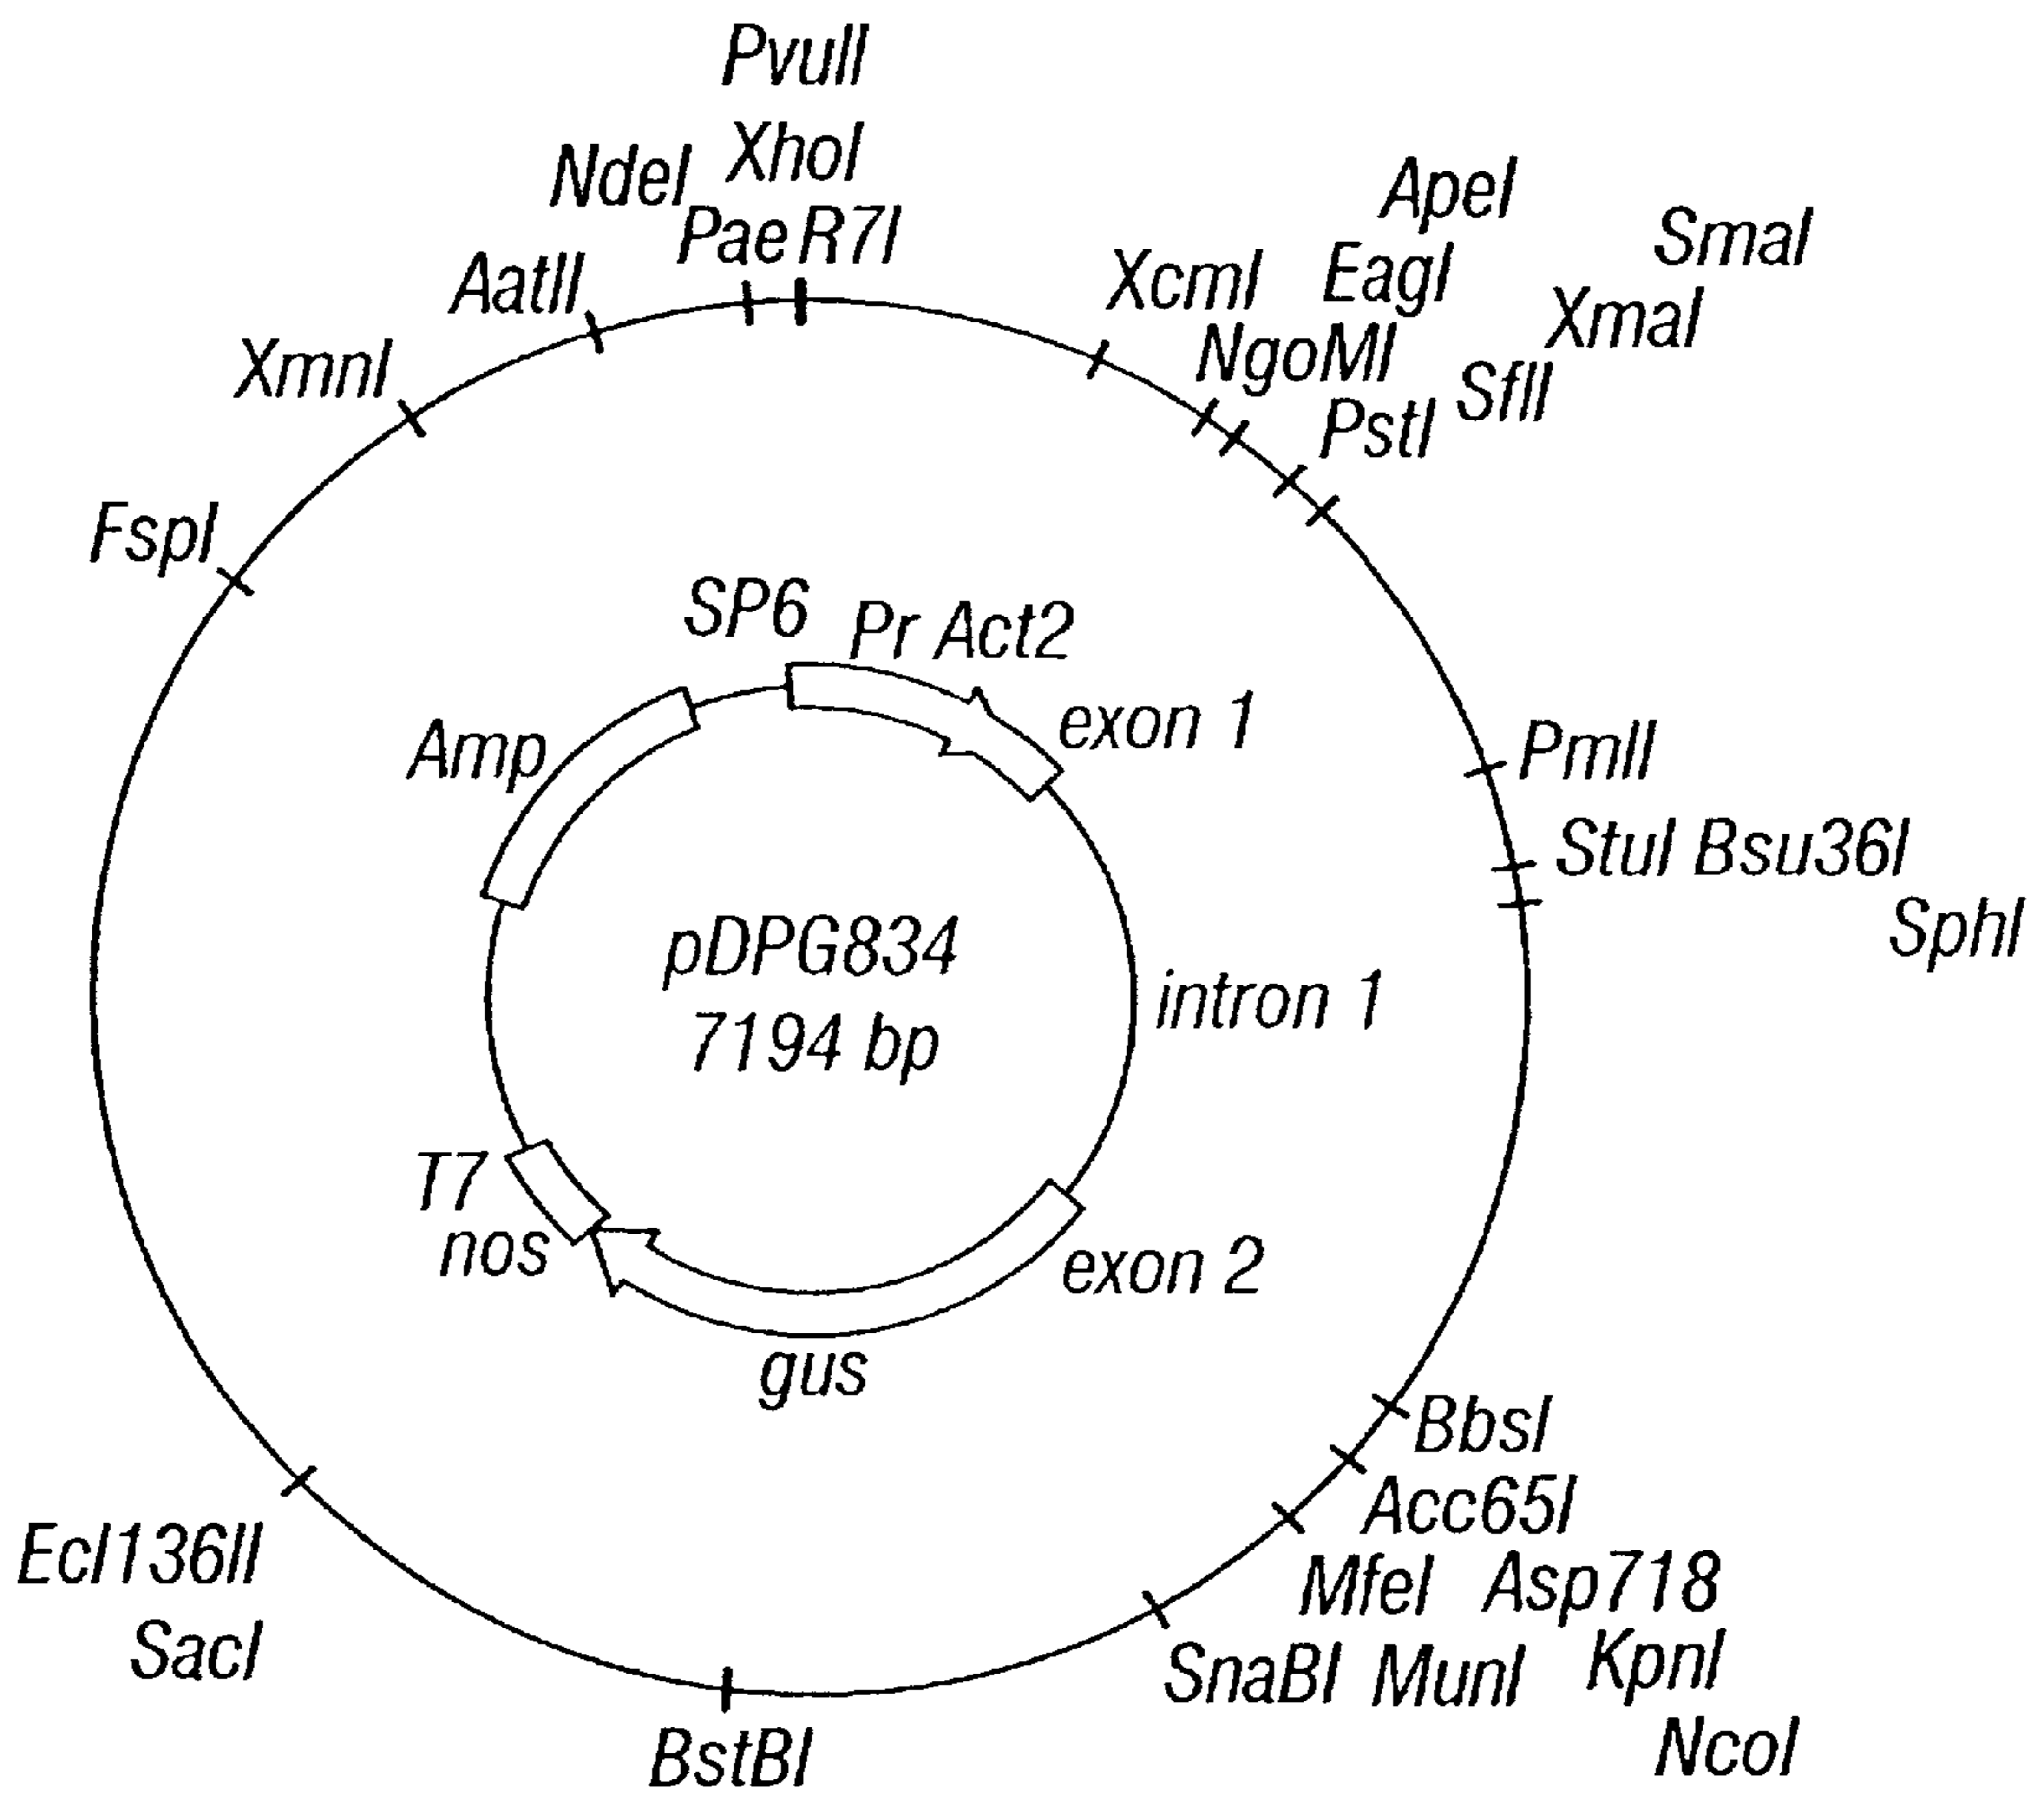 PvuII
XhoI
NdeI
PaeR7I
AatII
XmnI
FspI
XcmI
ApeI
EagI
NgoMI
SmaI
XmaI
SfII
PstI
PmlI
StuI Bsu36I
SphI
SP6
Pr Act2
exon 1
Amp
pDPG834
7194 bp
intron 1
T7
nos
exon 2
gus
BbsI
Acc65I
MfeI Asp718
SnaBI MunI KpnI
NcoI
Ecl136II
SacI
BstBI